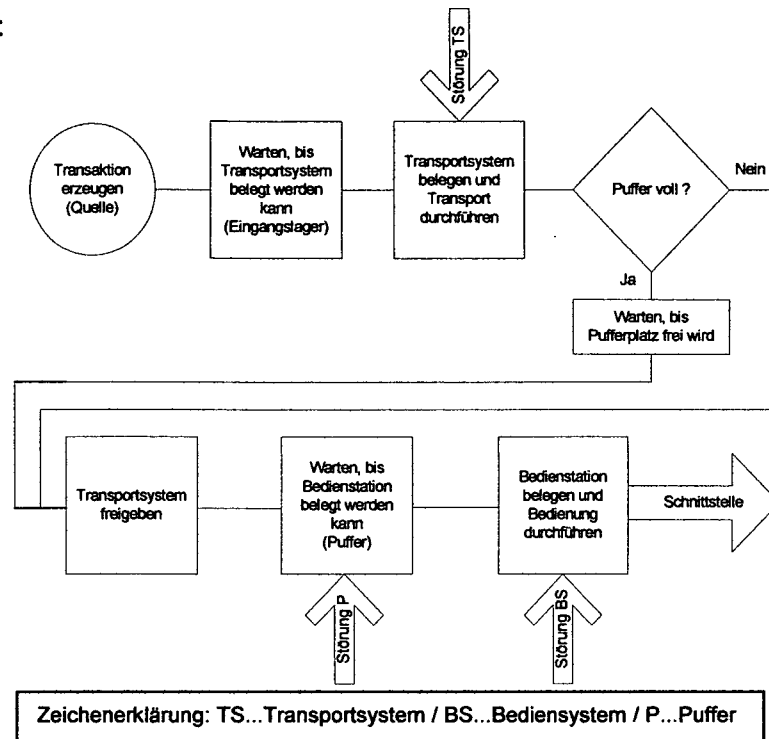 :
Störung TS
Transaktion
erzeugen
(Quelle)
Warten, bis
Transportsystem
belegt werden
kann
(Eingangslager)
Transportsystem
belegen und
Transport
durchführen
Puffer voll ?
Nein
Ja
Warten, bis
Pufferplatz frei wird
Transportsystem
freigeben
Warten, bis
Bedienstation
belegt werden
kann
(Puffer)
Bedienstation
belegen und
Bedienung
durchführen
Schnittstelle
Störung P
Störung BS
Zeichenerklärung: TS...Transportsystem / BS...Bediensystem / P...Puffer